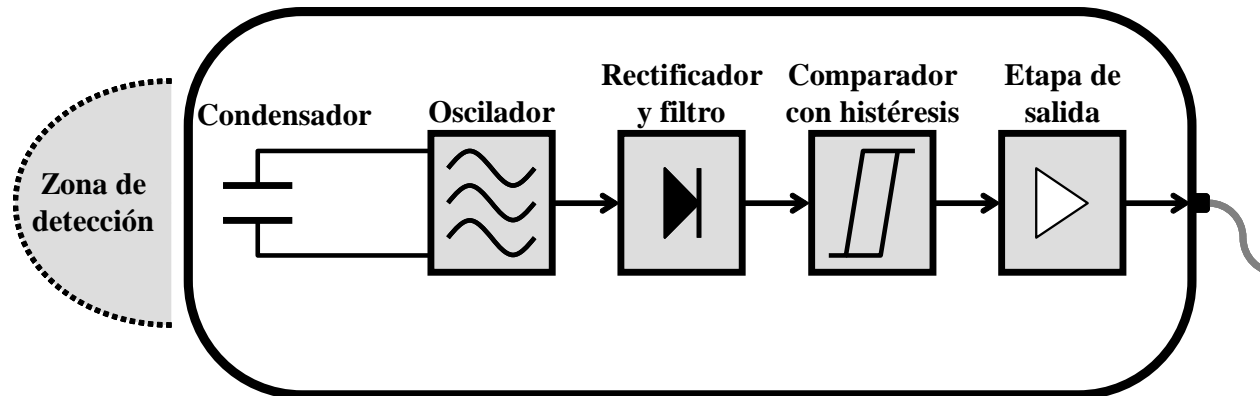 Zona de
detección
Condensador
Oscilador
Rectificador
y filtro
Comparador
con histéresis
Etapa de
salida